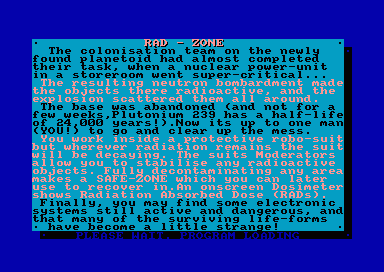 RAD - ZONE
The colonisation team on the newly
found planetoid had almost completed
their task, when a nuclear power-unit
in a storeroom went super-critical...
The resulting neutron bombardment made
the objects there radioactive, and the
explosion scattered them all around.
The base was abandoned (and not for a
few weeks,Plutonium 239 has a half-life
of 24,000 years!).Now its up to one man
(YOU!) to go and clear up the mess.
You work inside a protective robo-suit
but wherever radiation remains the suit
will be decaying. The suits Moderators
allow you to stabilise any radioactive
objects. Fully decontaminating any area
makes a SAFE-ZONE which you can later
use to recover in.An onscreen Dosimeter
shows Radiation Absorbed Dose (RADs).
Finally, you may find some electronic
systems still active and dangerous, and
that many of the surviving life-forms
have become a little strange!
PLEASE WAIT, PROGRAM LOADING